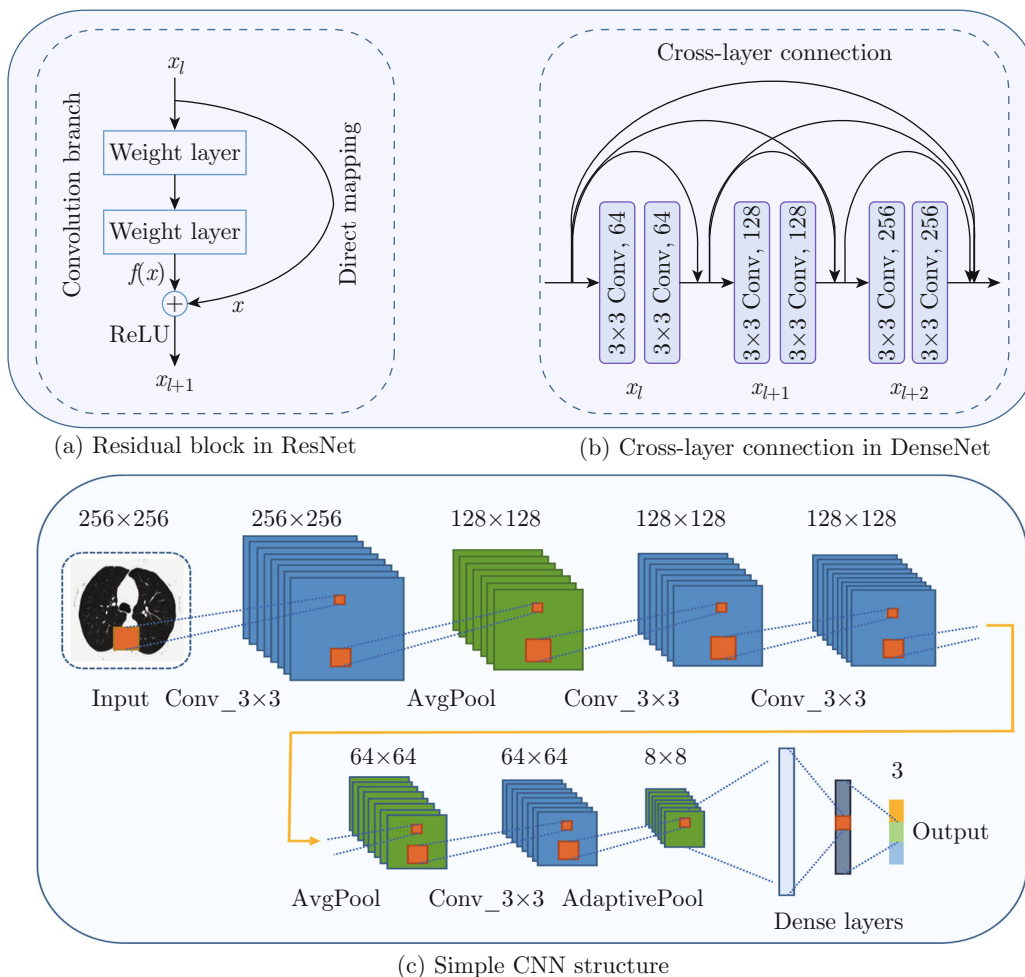 x_l
Convolution branch
Weight layer
Weight layer
f(x)
+
x
ReLU
x_{l+1}
Direct mapping
(a) Residual block in ResNet
Cross-layer connection
3×3 Conv, 64
3×3 Conv, 64
3×3 Conv, 128
3×3 Conv, 128
3×3 Conv, 256
3×3 Conv, 256
x_l
x_{l+1}
x_{l+2}
(b) Cross-layer connection in DenseNet
256×256
256×256
128×128
128×128
128×128
Input
Conv_3×3
AvgPool
Conv_3×3
Conv_3×3
64×64
64×64
8×8
3
Output
AvgPool
Conv_3×3
AdaptivePool
Dense layers
(c) Simple CNN structure